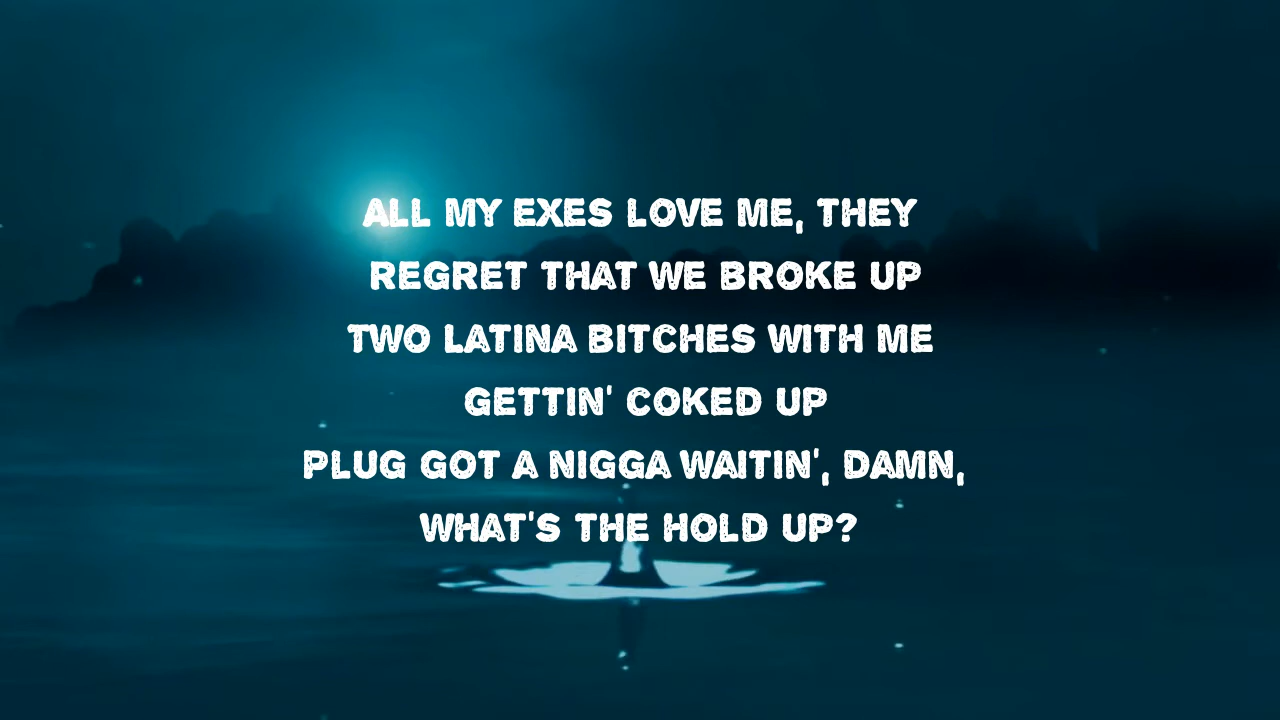 ALL MY EXES LOVE ME, THEY
REGRET THAT WE BROKE UP
TWO LATINA BITCHES WITH ME
GETTIN' COKED UP
PLUG GOT A NIGGA WAITIN', DAMN,
WHAT'S THE HOLD UP?